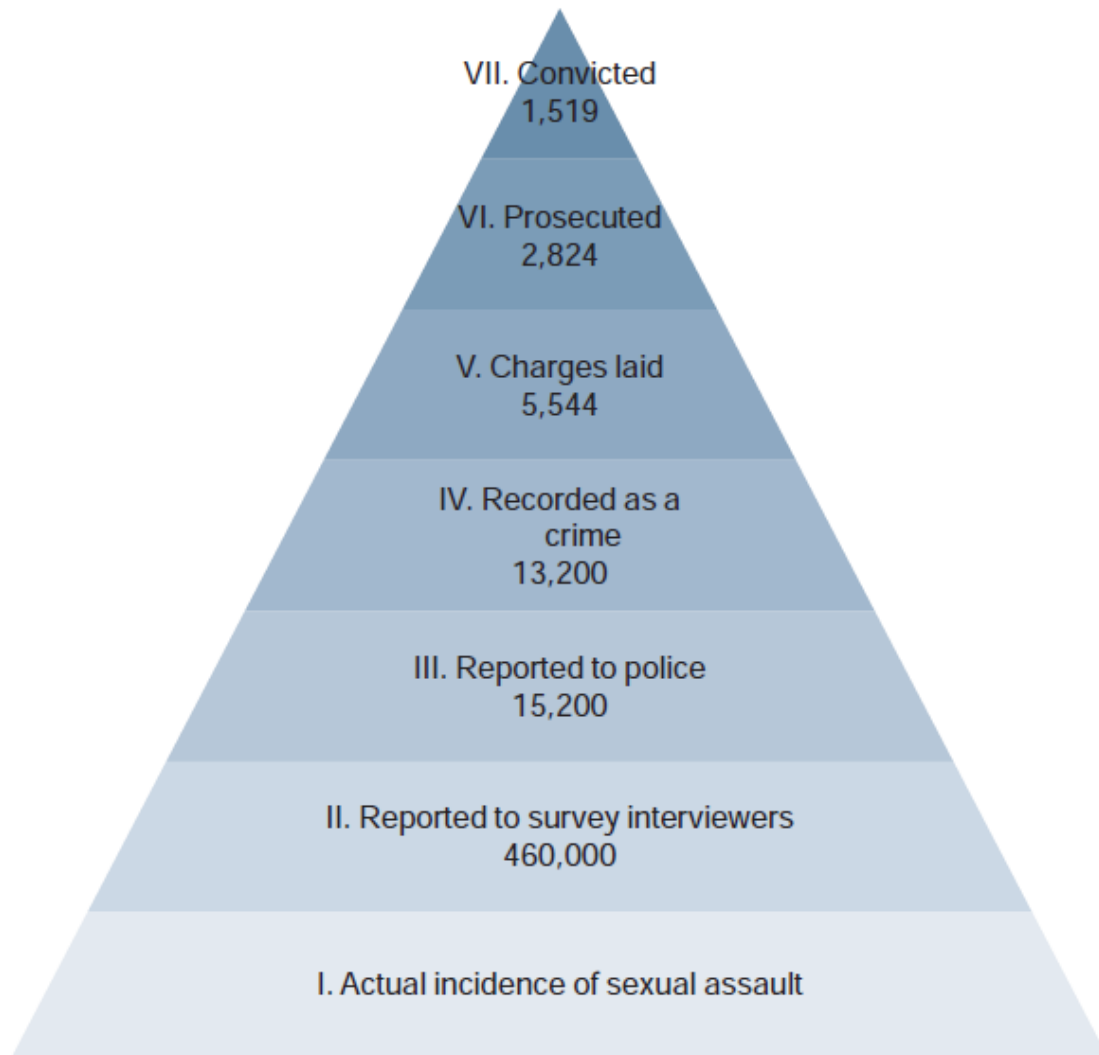 VII. Convicted
1,519
VI. Prosecuted
2,824
V. Charges laid
5,544
IV. Recorded as a
crime
13,200
III. Reported to police
15,200
II. Reported to survey interviewers
460,000
I. Actual incidence of sexual assault